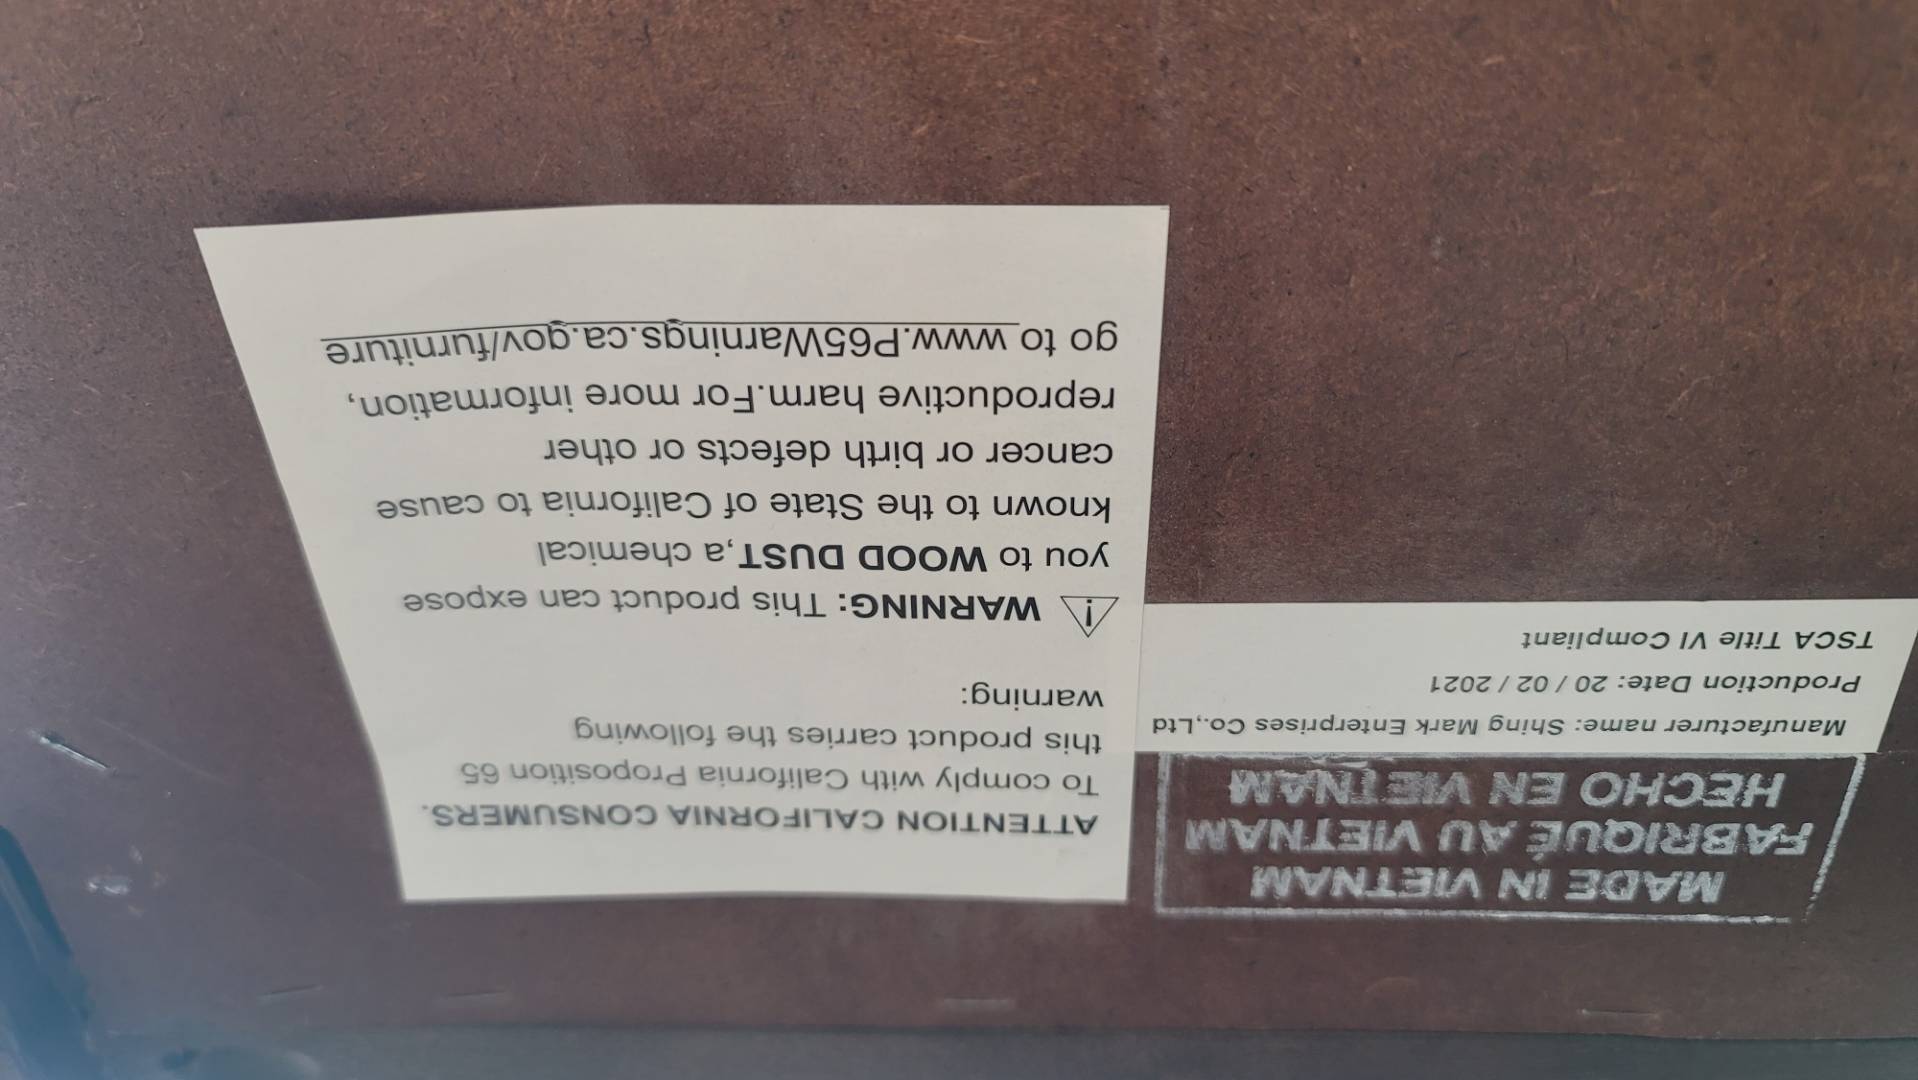 MADE IN VIETNAM
FABRIQUÉ AU VIETNAM
HECHO EN VIETNAM
Manufacturer name: Shing Mark Enterprises Co.,Ltd
Production Date: 20 / 02 / 2021
TSCA Title VI Compliant
ATTENTION CALIFORNIA CONSUMERS.
To comply with California Proposition 65
this product carries the following
warning:
WARNING: This product can expose
you to WOOD DUST,a chemical
known to the State of California to cause
cancer or birth defects or other
reproductive harm.For more information,
go to www.P65Warnings.ca.gov/furniture